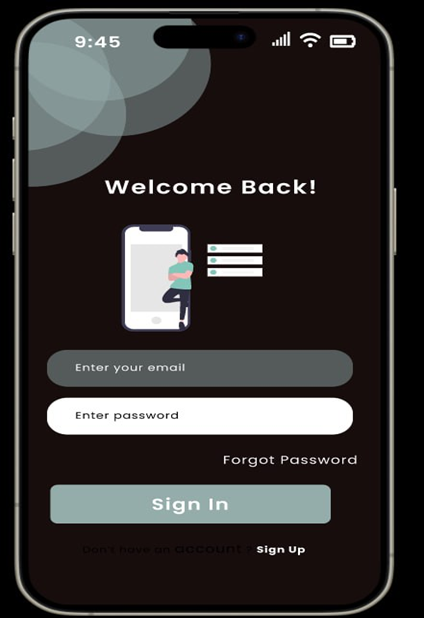 9:45
Welcome Back!
Enter your email
Enter password
Forgot Password
Sign In
Don't have an account ? Sign Up